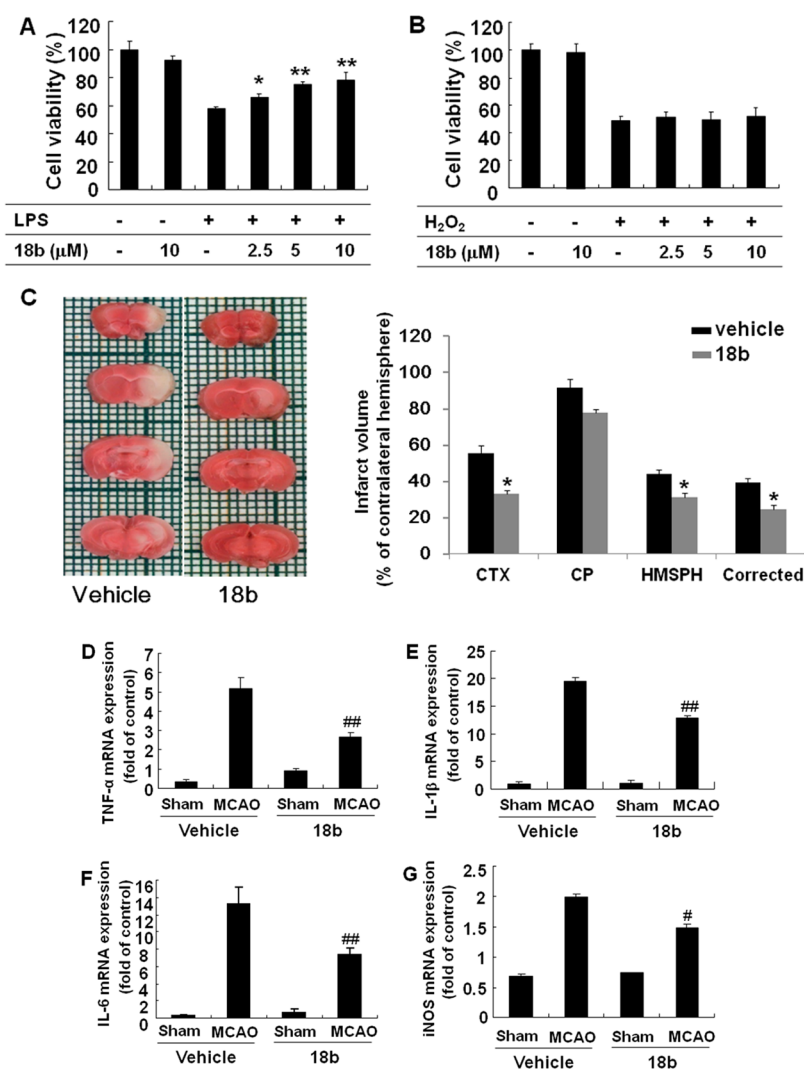 A
Cell viability (%)
120
100
80
60
40
20
0
* ** **
LPS - - + + + +
18b (μM) - 10 - 2.5 5 10
B
Cell viability (%)
120
100
80
60
40
20
0
H₂O₂ - - + + + +
18b (μM) - 10 - 2.5 5 10
C
Vehicle 18b
Infarct volume
(% of contralateral hemisphere)
120
100
80
60
40
20
0
vehicle
18b
* * *
CTX CP HMSPH Corrected
D
TNF-α mRNA expression
(fold of control)
7
6
5
4
3
2
1
0
##
Sham MCAO Sham MCAO
Vehicle 18b
E
IL-1β mRNA expression
(fold of control)
25
20
15
10
5
0
##
Sham MCAO Sham MCAO
Vehicle 18b
F
IL-6 mRNA expression
(fold of control)
16
14
12
10
8
6
4
2
0
##
Sham MCAO Sham MCAO
Vehicle 18b
G
iNOS mRNA expression
(fold of control)
2.5
2
1.5
1
0.5
0
#
Sham MCAO Sham MCAO
Vehicle 18b